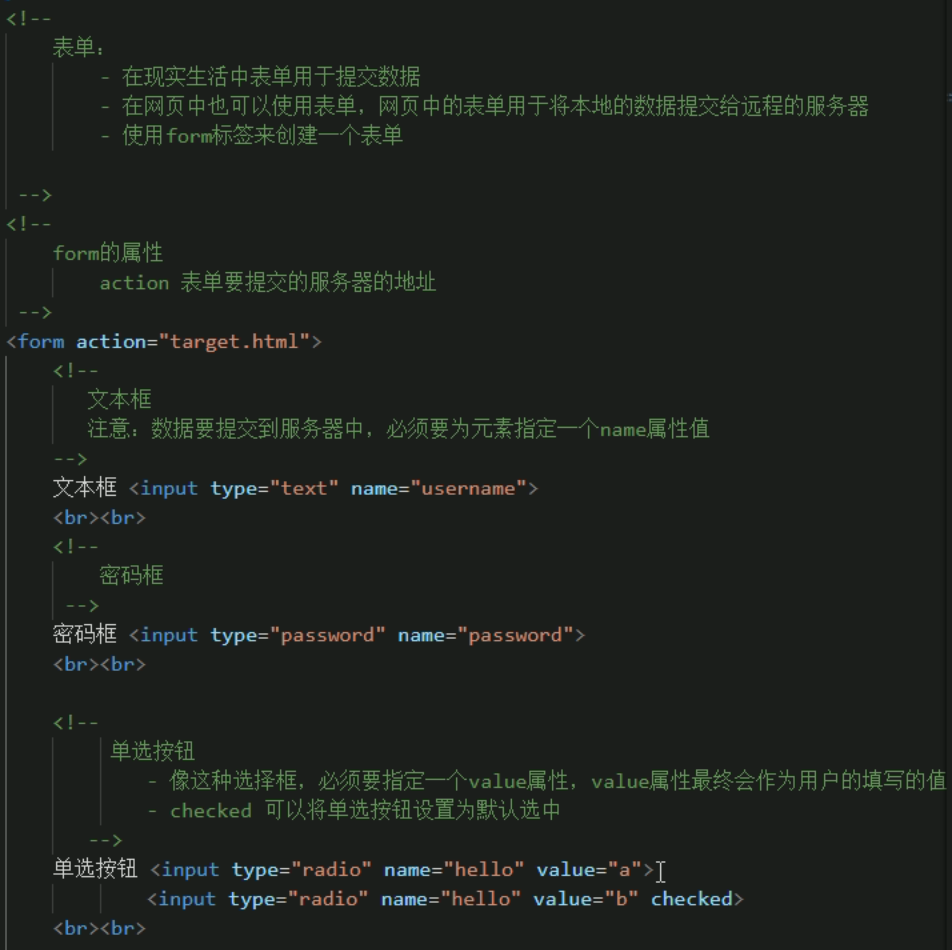 <!--
表单：
- 在现实生活中表单用于提交数据
- 在网页中也可以使用表单，网页中的表单用于将本地的数据提交给远程的服务器
- 使用form标签来创建一个表单
-->
<!--
form的属性
action 表单要提交的服务器的地址
-->
<form action="target.html">
<!--
文本框
注意：数据要提交到服务器中，必须要为元素指定一个name属性值
-->
文本框 <input type="text" name="username">
<br><br>
<!--
密码框
-->
密码框 <input type="password" name="password">
<br><br>
<!--
单选按钮
- 像这种选择框，必须要指定一个value属性，value属性最终会作为用户的填写的值
- checked 可以将单选按钮设置为默认选中
-->
单选按钮 <input type="radio" name="hello" value="a">
<input type="radio" name="hello" value="b" checked>
<br><br>